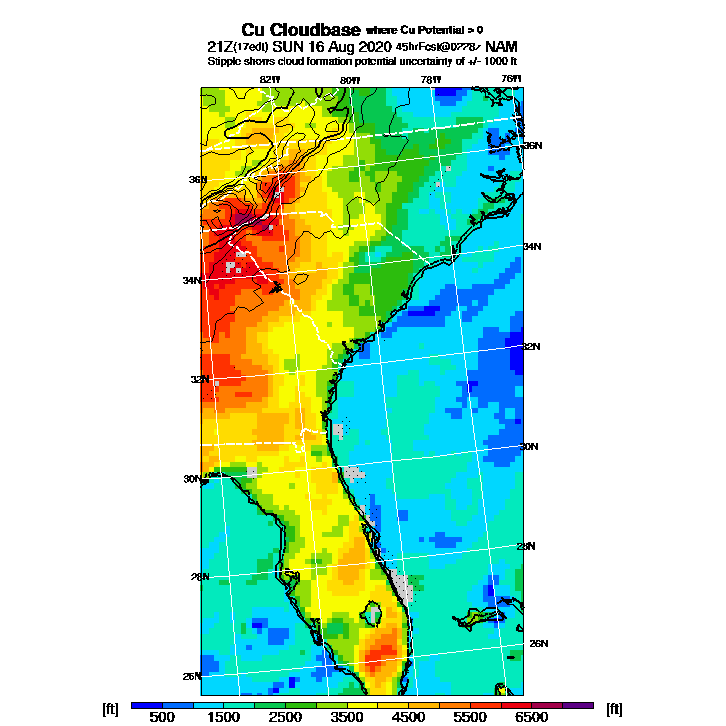 Cu Cloudbase where Cu Potential > 0
21Z(17edt) SUN 16 Aug 2020 45hrFcst@0227z NAM
Stipple shows cloud formation potential uncertainty of +/- 1000 ft
82W 80W 78W 76W
36N
36N
34N
34N
32N
32N
30N
30N
28N
28N
26N
26N
[ft] 500 1500 2500 3500 4500 5500 6500 [ft]